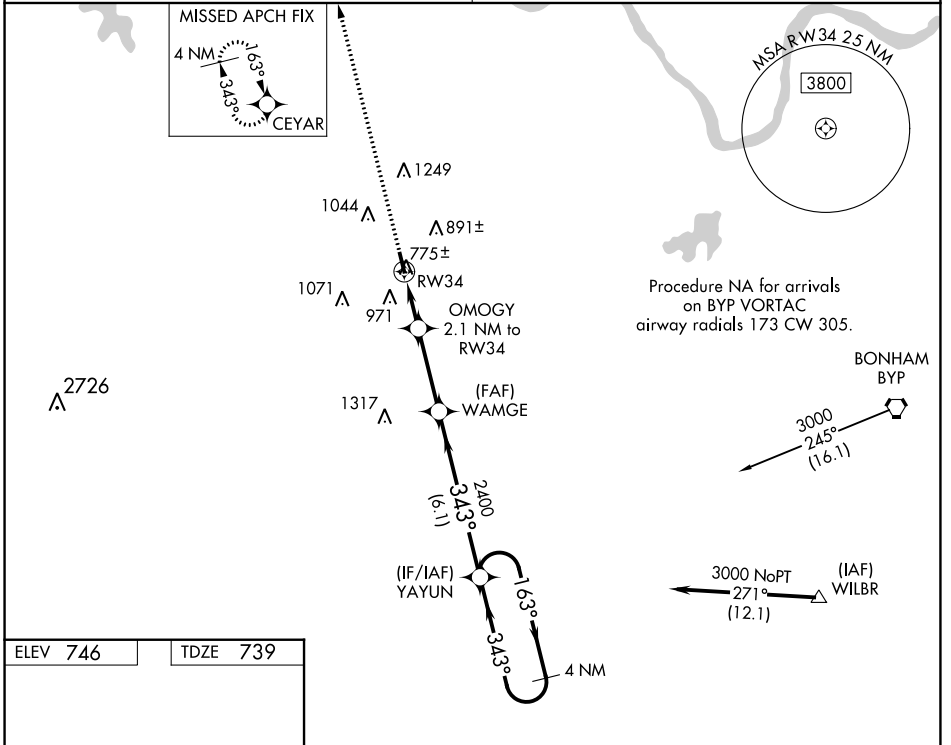 MISSED APCH FIX
4 NM
163°
343°
CEYAR
MSA RW34 25 NM
3800
1249
1044
891±
775±
RW34
1071
971
OMOGY
2.1 NM to
RW34
Procedure NA for arrivals
on BYP VORTAC
airway radials 173 CW 305.
BONHAM
BYP
2726
1317
(FAF)
WAMGE
3000
245°
(16.1)
2400
343°
(6.1)
(IF/IAF)
YAYUN
163°
343°
4 NM
3000 NoPT
271°
(12.1)
(IAF)
WILBR
ELEV 746
TDZE 739